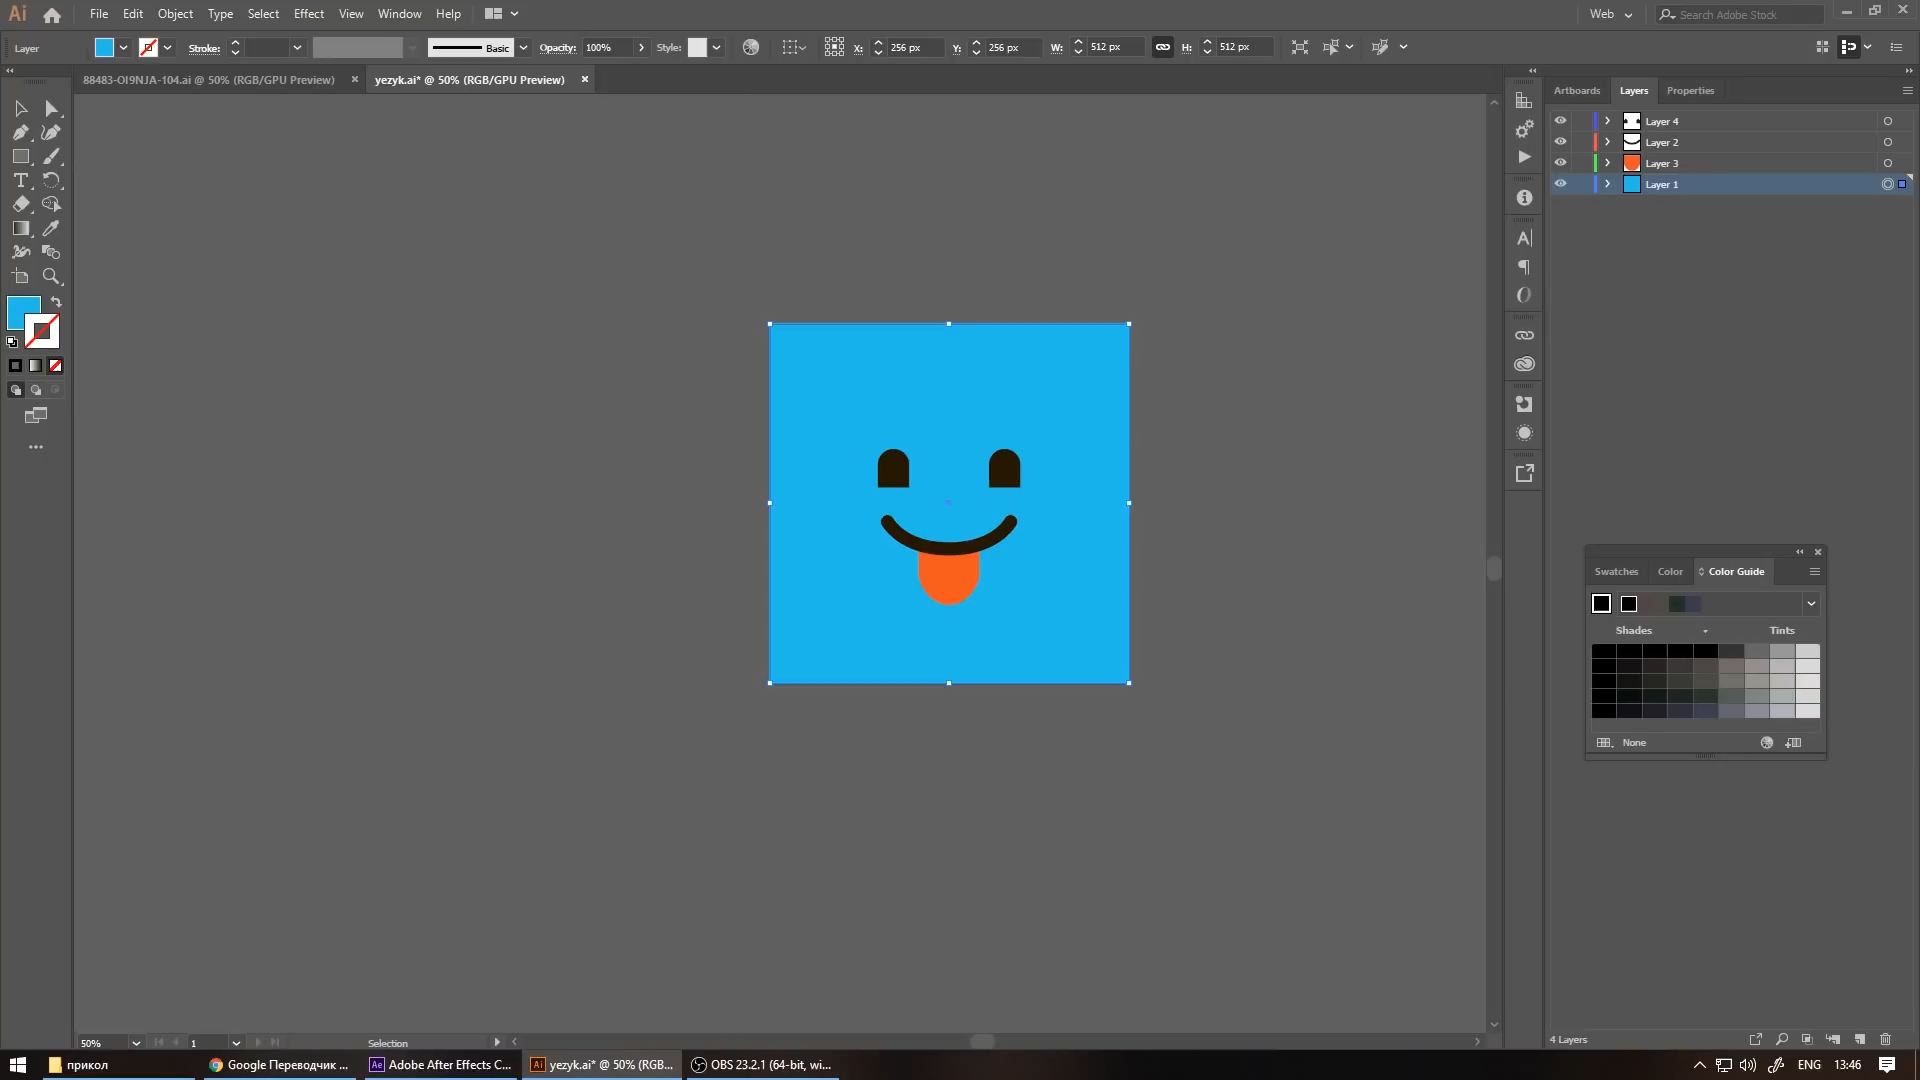 Ai File Edit Object Type Select Effect View Window Help Web Search Adobe Stock
Layer Stroke: Basic Opacity: 100% Style: X: 256 px Y: 256 px W: 512 px H: 512 px
88483-OI9NJA-104.ai @ 50% (RGB/GPU Preview) yezyk.ai* @ 50% (RGB/GPU Preview)
Artboards Layers Properties
Layer 4
Layer 2
Layer 3
Layer 1
Swatches Color Color Guide
Shades Tints
None
4 Layers
50% 1 Selection
прикол Google Переводчик ... Ae Adobe After Effects C... Ai yezyk.ai* @ 50% (RGB... OBS 23.2.1 (64-bit, wi... ENG 13:46